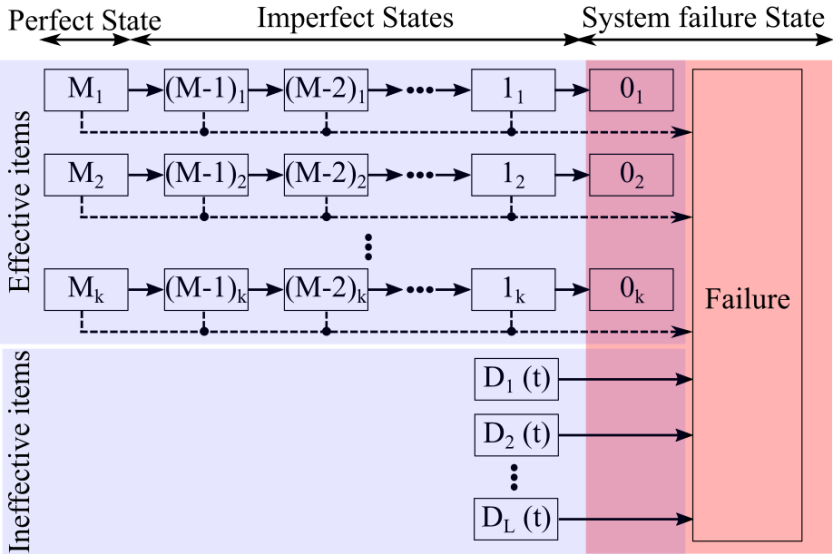 Perfect State Imperfect States System failure State
Effective items
M₁ (M-1)₁ (M-2)₁ 1₁ 0₁
M₂ (M-1)₂ (M-2)₂ 1₂ 0₂
Mₖ (M-1)ₖ (M-2)ₖ 1ₖ 0ₖ
Failure
Ineffective items
D₁ (t)
D₂ (t)
D_L (t)